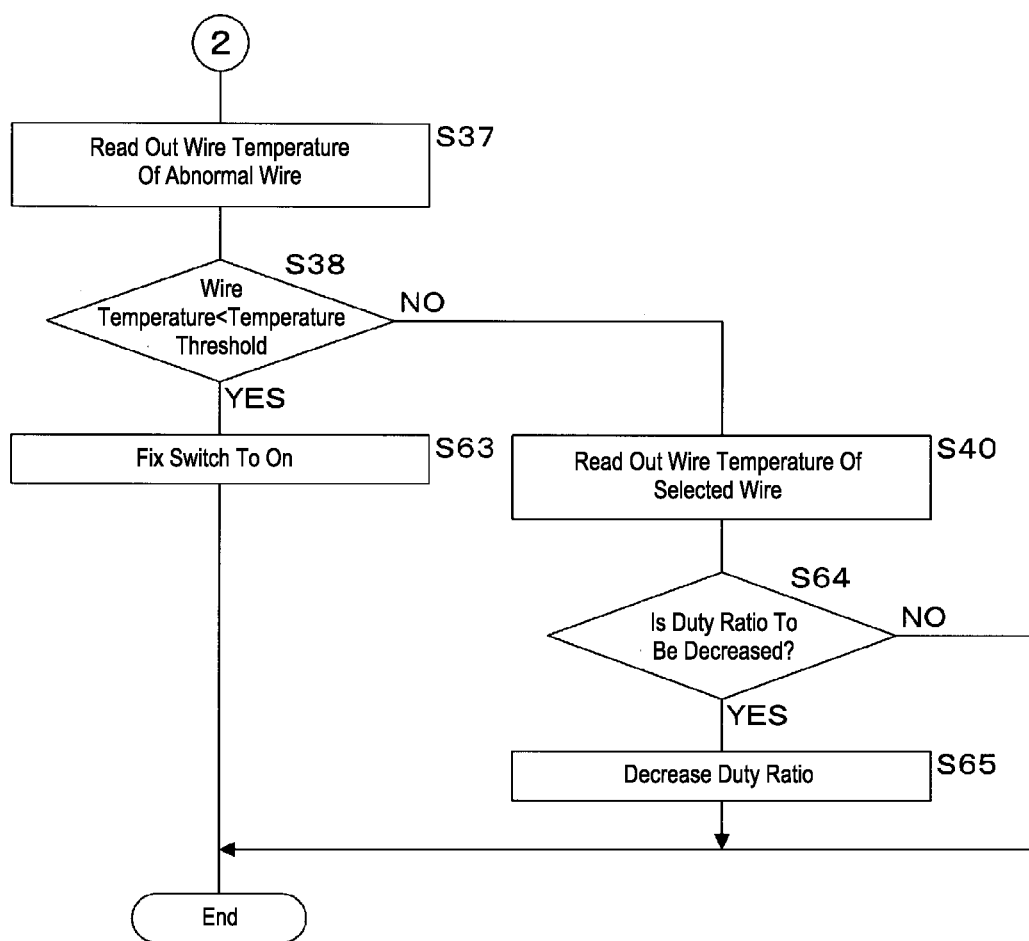 2
Read Out Wire Temperature
Of Abnormal Wire
S37
S38
Wire
Temperature<Temperature
Threshold
NO
YES
Fix Switch To On
S63
Read Out Wire Temperature Of
Selected Wire
S40
S64
Is Duty Ratio To
Be Decreased?
NO
YES
Decrease Duty Ratio
S65
End